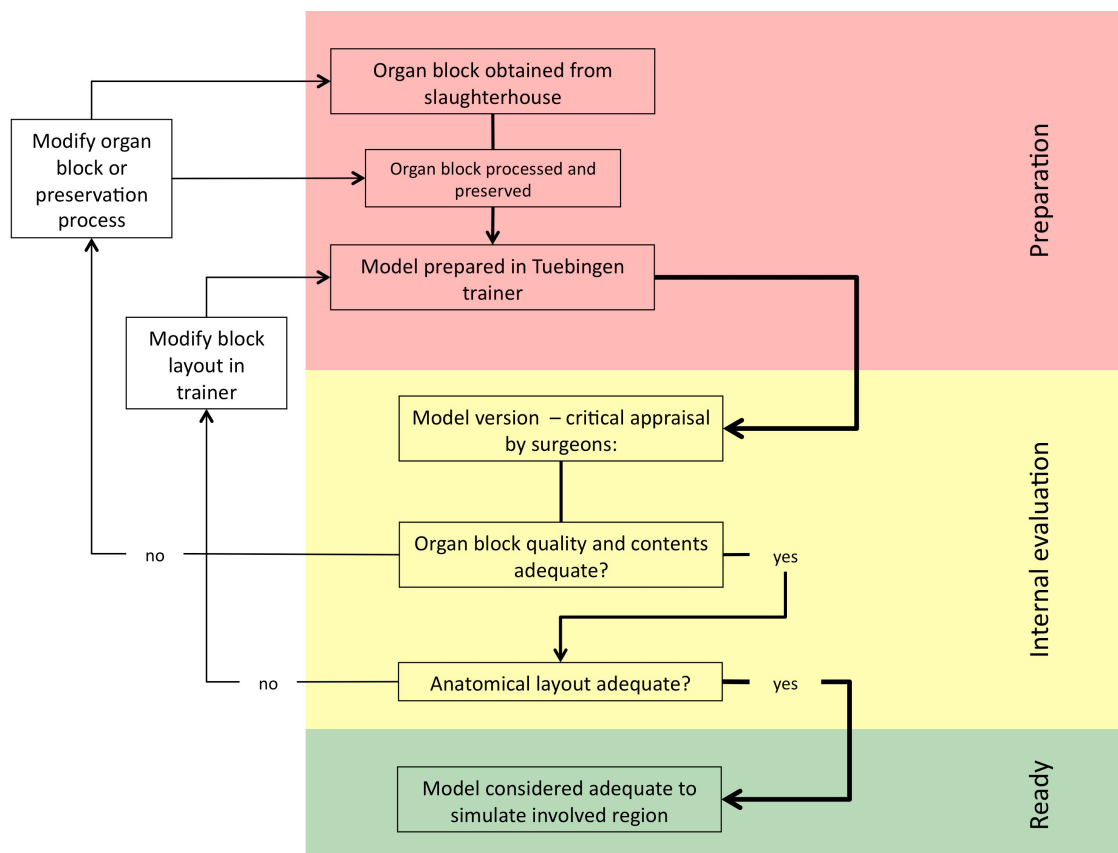 Organ block obtained from
slaughterhouse
Modify organ
block or
preservation
process
Organ block processed and
preserved
Preparation
Model prepared in Tuebingen
trainer
Modify block
layout in
trainer
Model version – critical appraisal
by surgeons:
Internal evaluation
Organ block quality and contents
adequate?
no
yes
Anatomical layout adequate?
no
yes
Model considered adequate to
simulate involved region
Ready